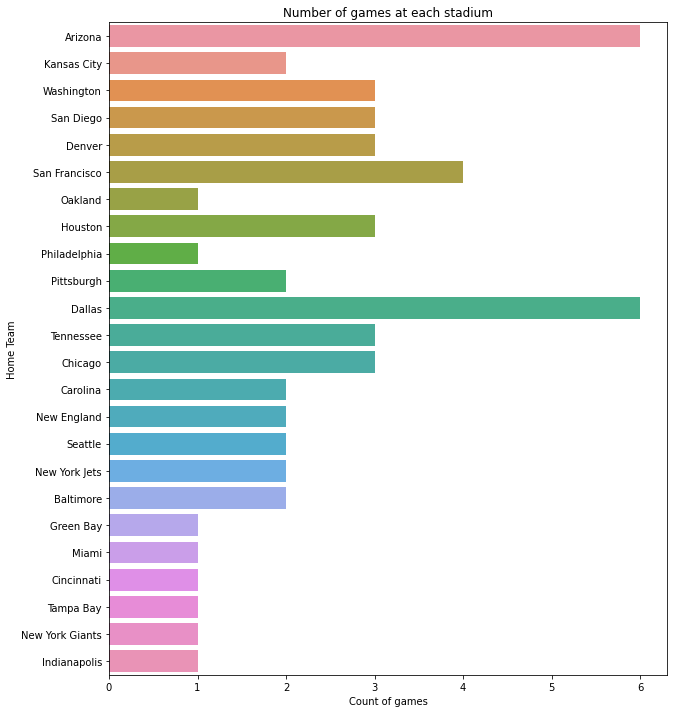 Number of games at each stadium
Home Team
Arizona
Kansas City
Washington
San Diego
Denver
San Francisco
Oakland
Houston
Philadelphia
Pittsburgh
Dallas
Tennessee
Chicago
Carolina
New England
Seattle
New York Jets
Baltimore
Green Bay
Miami
Cincinnati
Tampa Bay
New York Giants
Indianapolis
0 1 2 3 4 5 6
Count of games